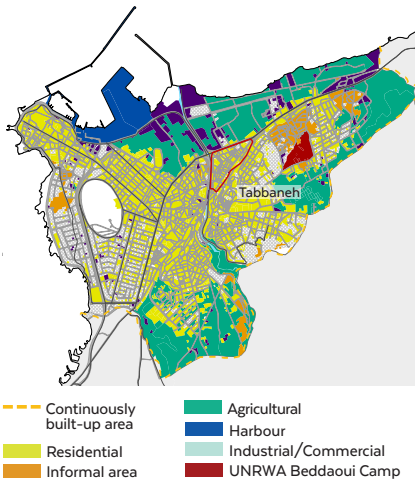 Tabbaneh
Continuously
built-up area
Residential
Informal area
Agricultural
Harbour
Industrial/Commercial
UNRWA Beddaoui Camp